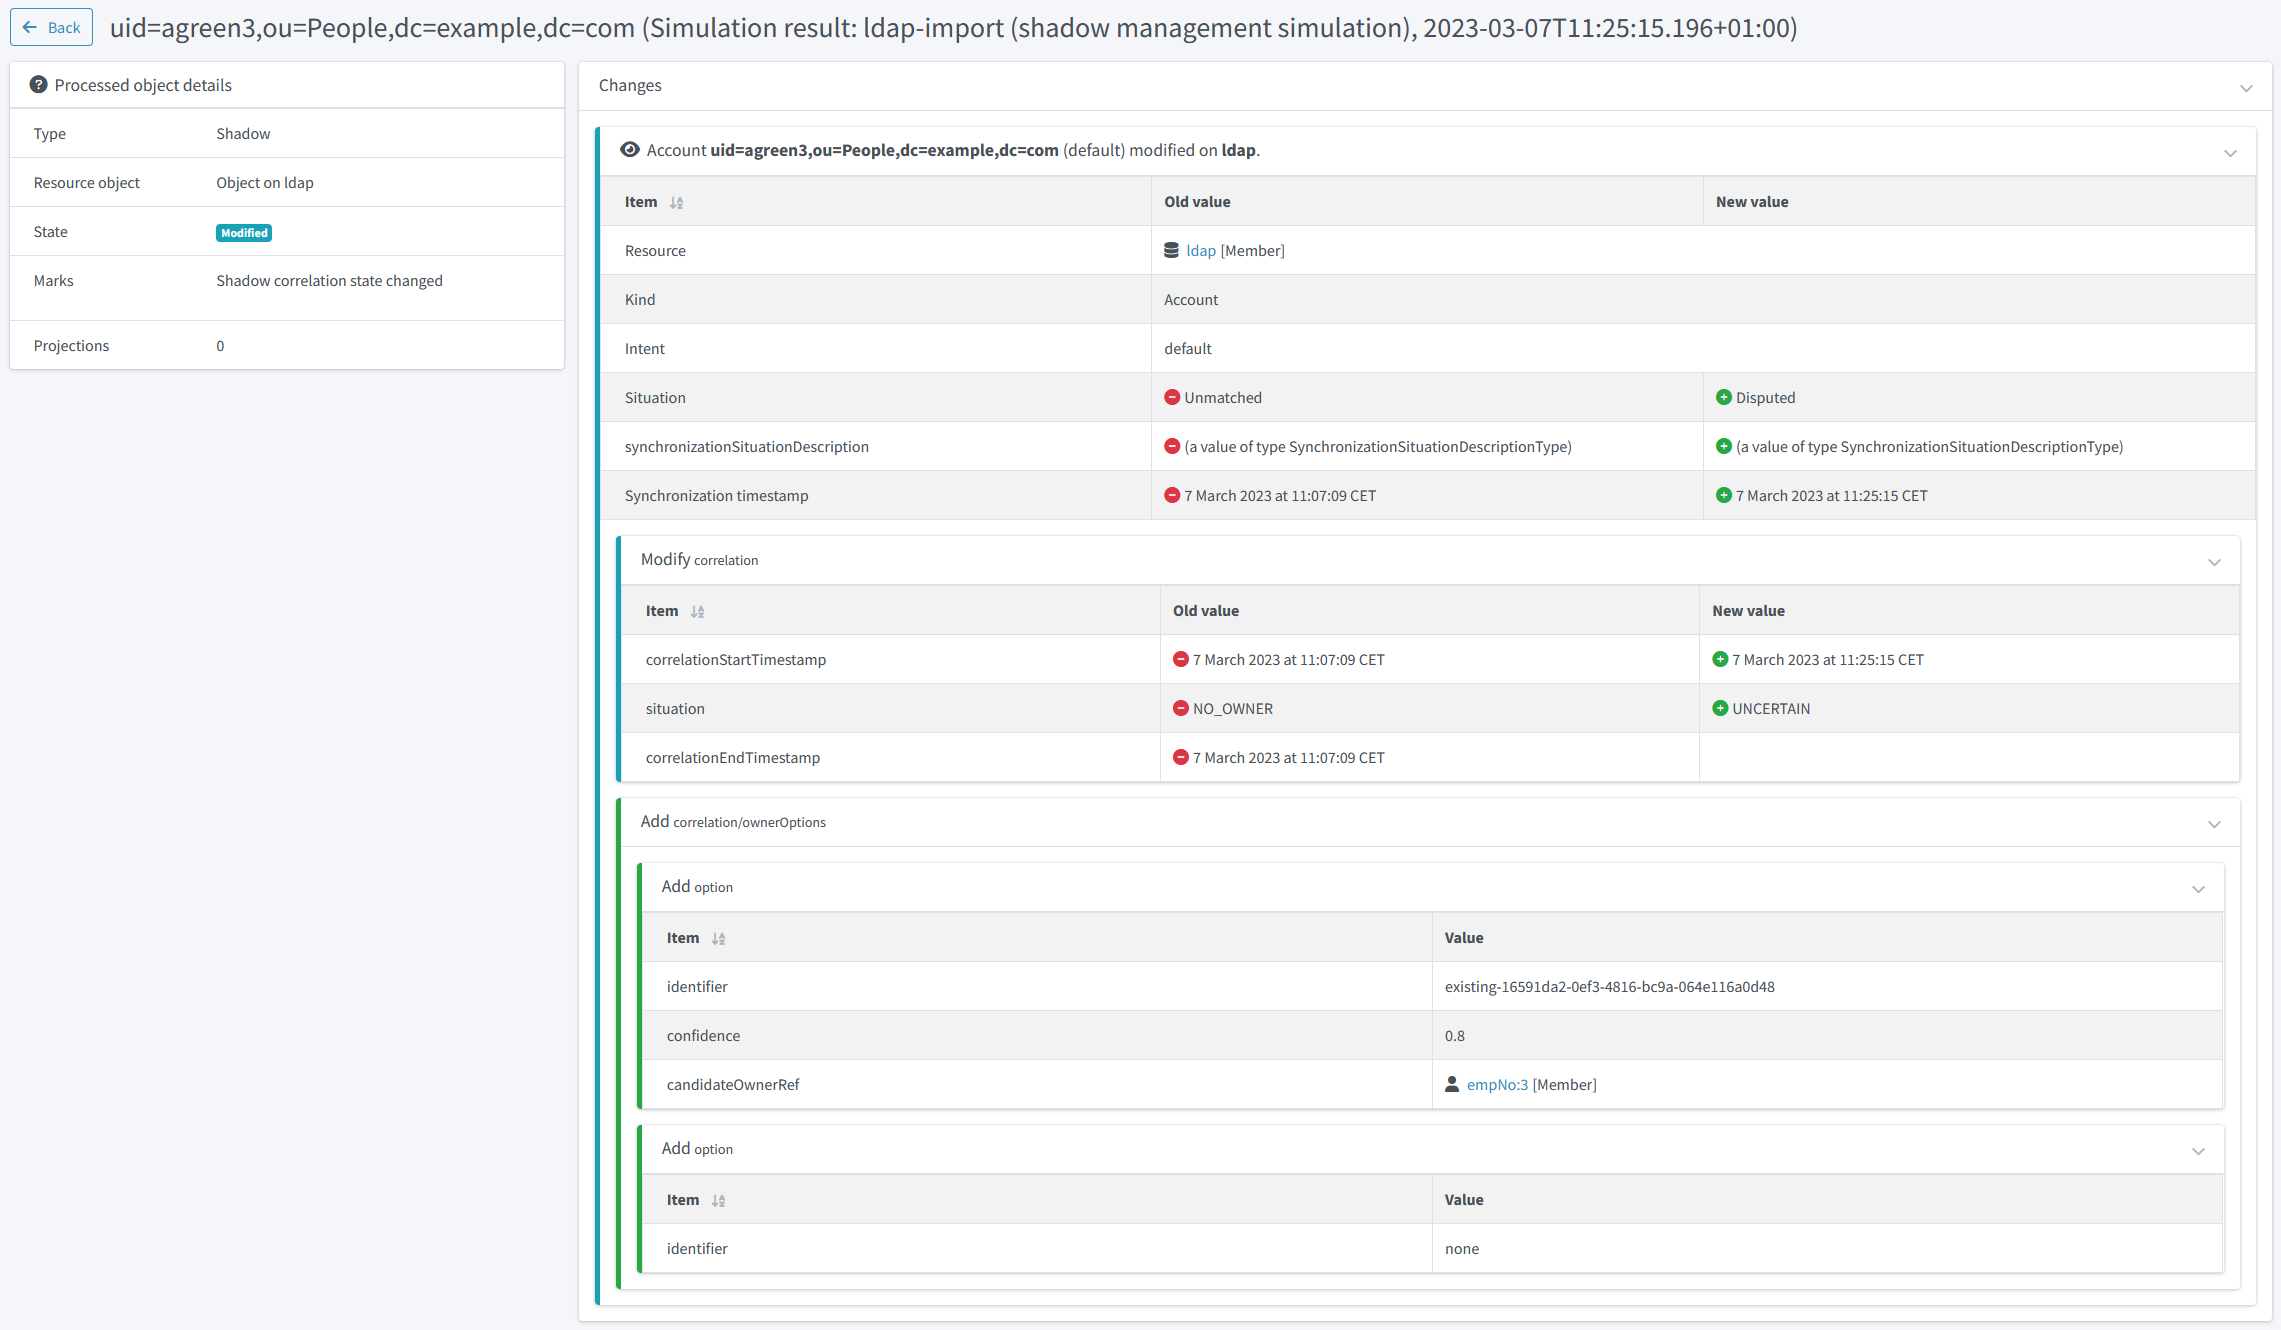 Back
uid=agreen3,ou=People,dc=example,dc=com (Simulation result: ldap-import (shadow management simulation), 2023-03-07T11:25:15.196+01:00)
Processed object details
Type Shadow
Resource object Object on ldap
State Modified
Marks Shadow correlation state changed
Projections 0
Changes
Account uid=agreen3,ou=People,dc=example,dc=com (default) modified on ldap.
Item Old value New value
Resource ldap [Member]
Kind Account
Intent default
Situation Unmatched Disputed
synchronizationSituationDescription (a value of type SynchronizationSituationDescriptionType) (a value of type SynchronizationSituationDescriptionType)
Synchronization timestamp 7 March 2023 at 11:07:09 CET 7 March 2023 at 11:25:15 CET
Modify correlation
Item Old value New value
correlationStartTimestamp 7 March 2023 at 11:07:09 CET 7 March 2023 at 11:25:15 CET
situation NO_OWNER UNCERTAIN
correlationEndTimestamp 7 March 2023 at 11:07:09 CET
Add correlation/ownerOptions
Add option
Item Value
identifier existing-16591da2-0ef3-4816-bc9a-064e116a0d48
confidence 0.8
candidateOwnerRef empNo:3 [Member]
Add option
Item Value
identifier none